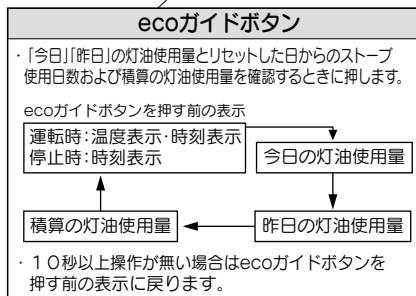 ecoガイドボタン
・「今日」「昨日」の灯油使用量とリセットした日からのストーブ
使用日数および積算の灯油使用量を確認するときに押します。
ecoガイドボタンを押す前の表示
運転時:温度表示・時刻表示
停止時:時刻表示
今日の灯油使用量
積算の灯油使用量
昨日の灯油使用量
・10秒以上操作が無い場合はecoガイドボタンを
押す前の表示に戻ります。